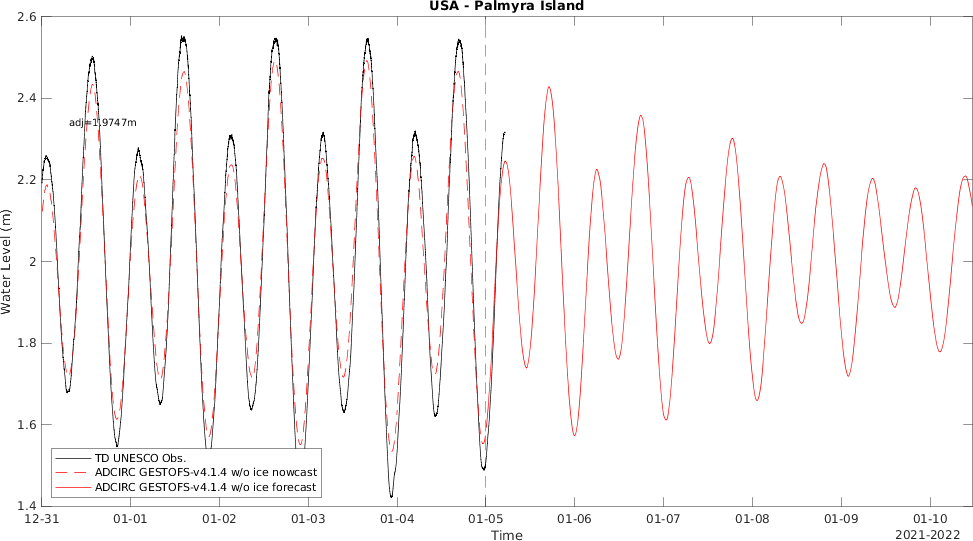 USA - Palmyra Island
2.6
2.4
adj=1.9747m
2.2
Water Level (m)
2
1.8
1.6
TD UNESCO Obs.
ADCIRC GESTOFS-v4.1.4 w/o ice nowcast
ADCIRC GESTOFS-v4.1.4 w/o ice forecast
1.4
12-31 01-01 01-02 01-03 01-04 01-05 01-06 01-07 01-08 01-09 01-10
Time
2021-2022